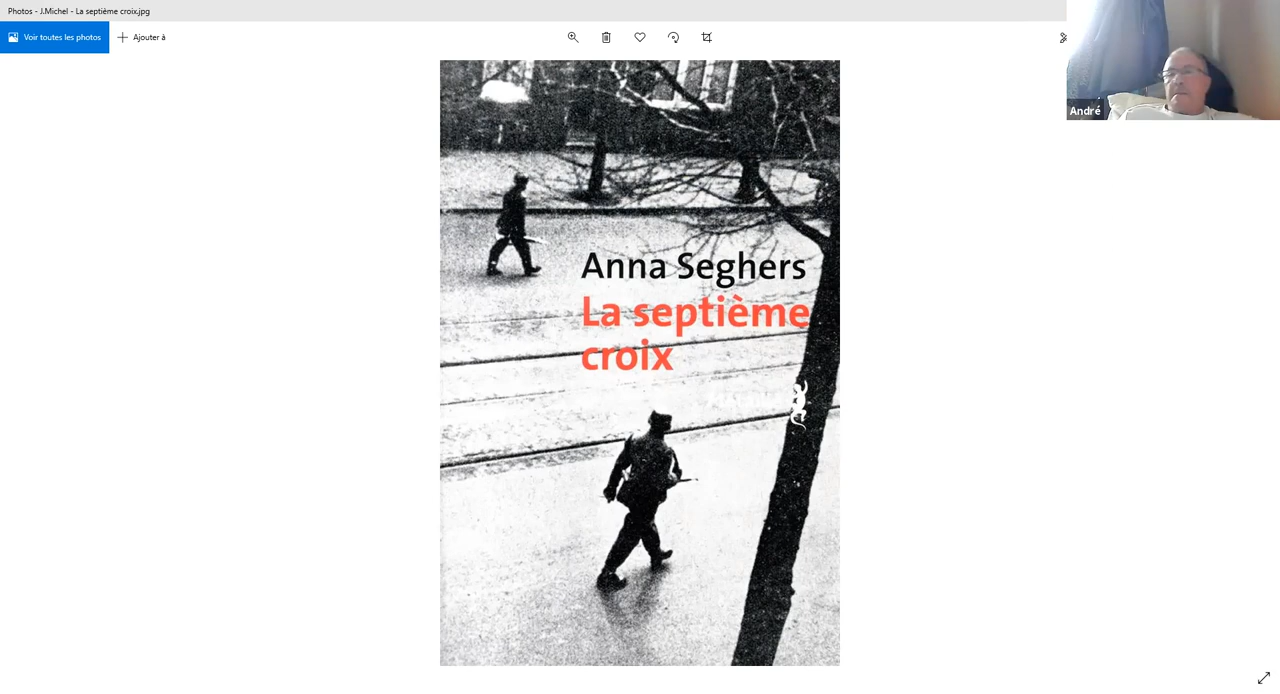 Photos - J.Michel - La septième croix.jpg
Voir toutes les photos
Ajouter à
André
Anna Seghers
La septième
croix